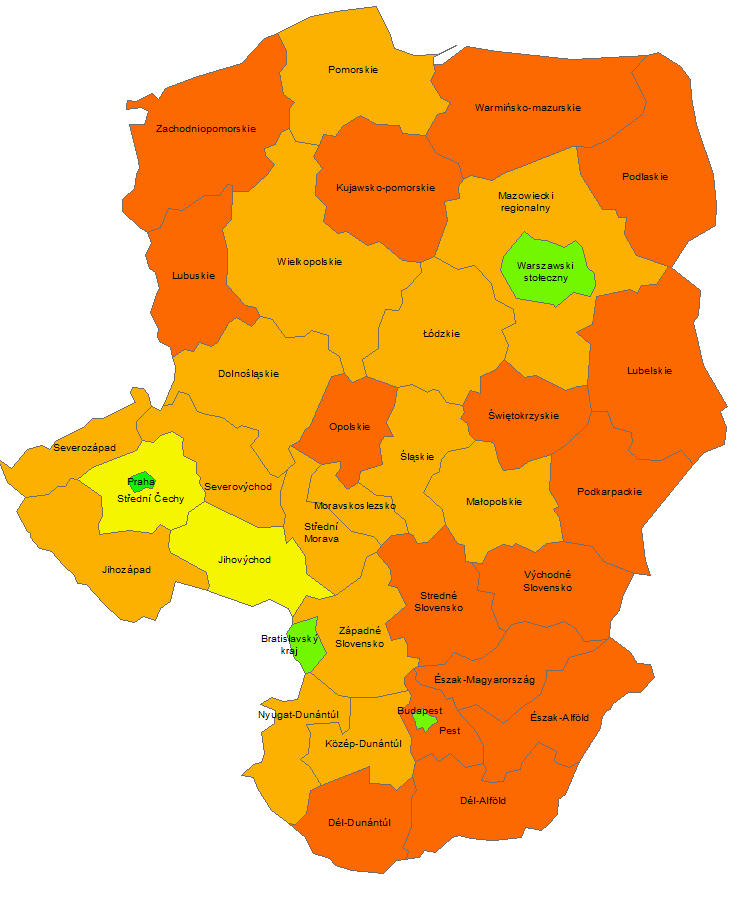 Pomorskie
Warmińsko-mazurskie
Zachodniopomorskie
Podlaskie
Kujawsko-pomorskie
Mazowiecki
regionalny
Wielkopolskie
Warszawski
stołeczny
Lubuskie
Łódzkie
Dolnośląskie
Lubelskie
Świętokrzyskie
Opolskie
Severozápad
Śląskie
Praha
Severovýchod
Podkarpackie
Střední Čechy
Małopolskie
Moravskoslezsko
Střední
Morava
Jihovýchod
Jihozápad
Východné
Slovensko
Stredné
Slovensko
Západné
Slovensko
Bratislavský
kraj
Észak-Magyarország
Budapest
Nyugat-Dunántúl
Észak-Alföld
Pest
Közép-Dunántúl
Dél-Alföld
Dél-Dunántúl